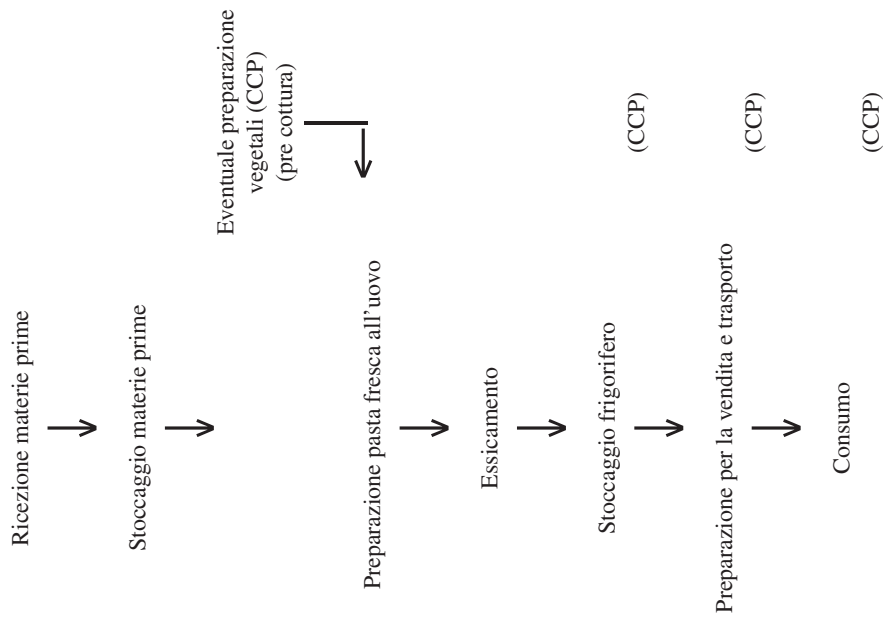 Ricezione materie prime
Stoccaggio materie prime
Eventuale preparazione
vegetali (CCP)
(pre cottura)
Preparazione pasta fresca all'uovo
Essicamento
Stoccaggio frigorifero
(CCP)
Preparazione per la vendita e trasporto
(CCP)
Consumo
(CCP)